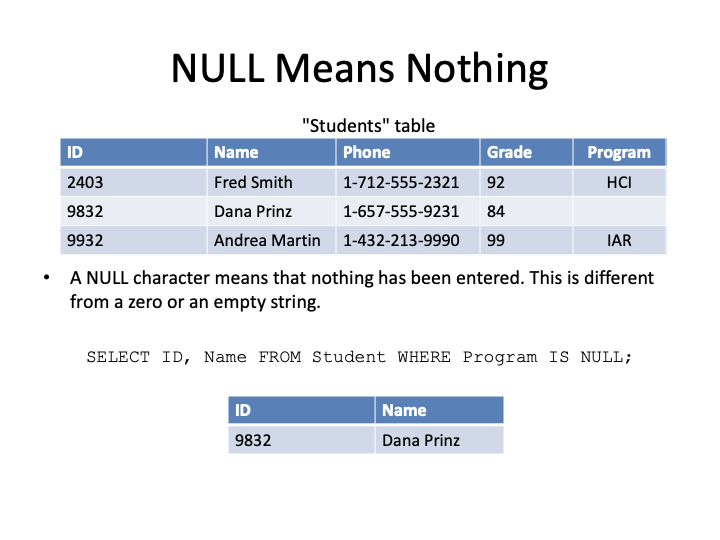 NULL Means Nothing
"Students" table
ID Name Phone Grade Program
2403 Fred Smith 1-712-555-2321 92 HCI
9832 Dana Prinz 1-657-555-9231 84
9932 Andrea Martin 1-432-213-9990 99 IAR
• A NULL character means that nothing has been entered. This is different
from a zero or an empty string.
SELECT ID, Name FROM Student WHERE Program IS NULL;
ID Name
9832 Dana Prinz